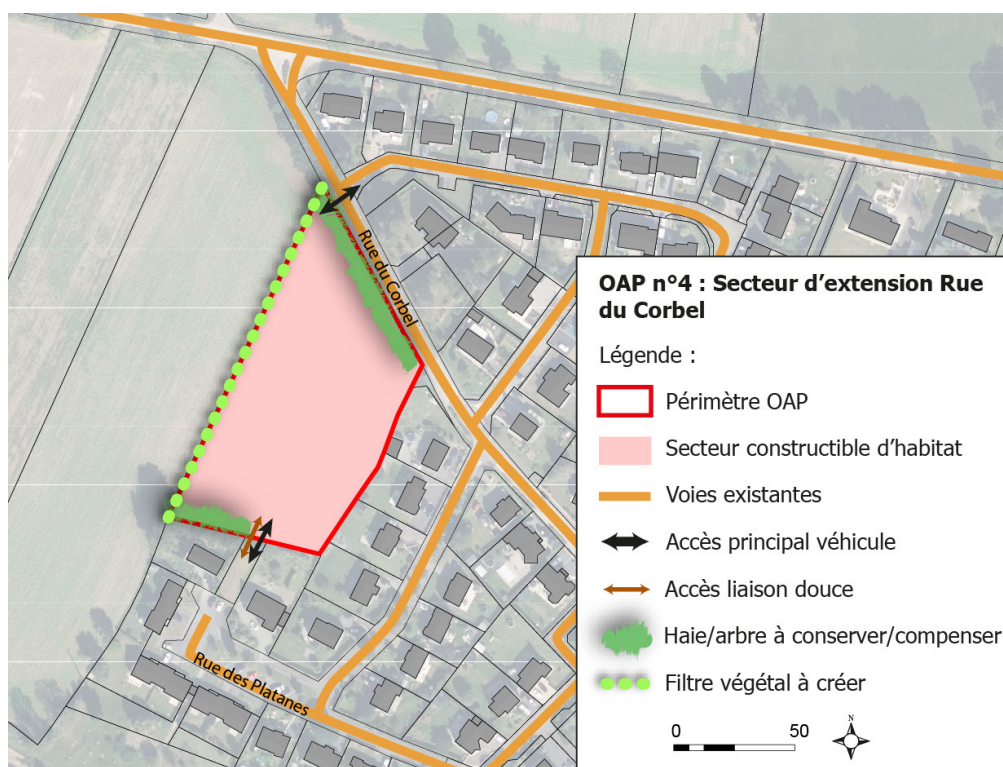 Rue du Corbel
Rue des Platanes
OAP n°4 : Secteur d'extension Rue
du Corbel
Légende :
Périmètre OAP
Secteur constructible d'habitat
Voies existantes
Accès principal véhicule
Accès liaison douce
Haie/arbre à conserver/compenser
Filtre végétal à créer
0 50
N